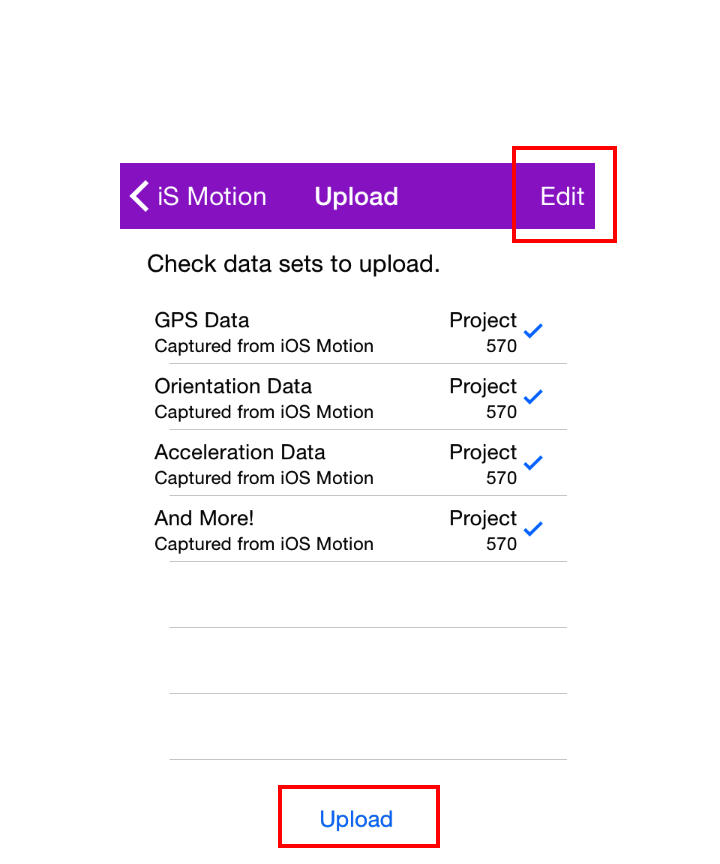 iS Motion Upload Edit
Check data sets to upload.
GPS Data Project
Captured from iOS Motion 570
Orientation Data Project
Captured from iOS Motion 570
Acceleration Data Project
Captured from iOS Motion 570
And More! Project
Captured from iOS Motion 570
Upload